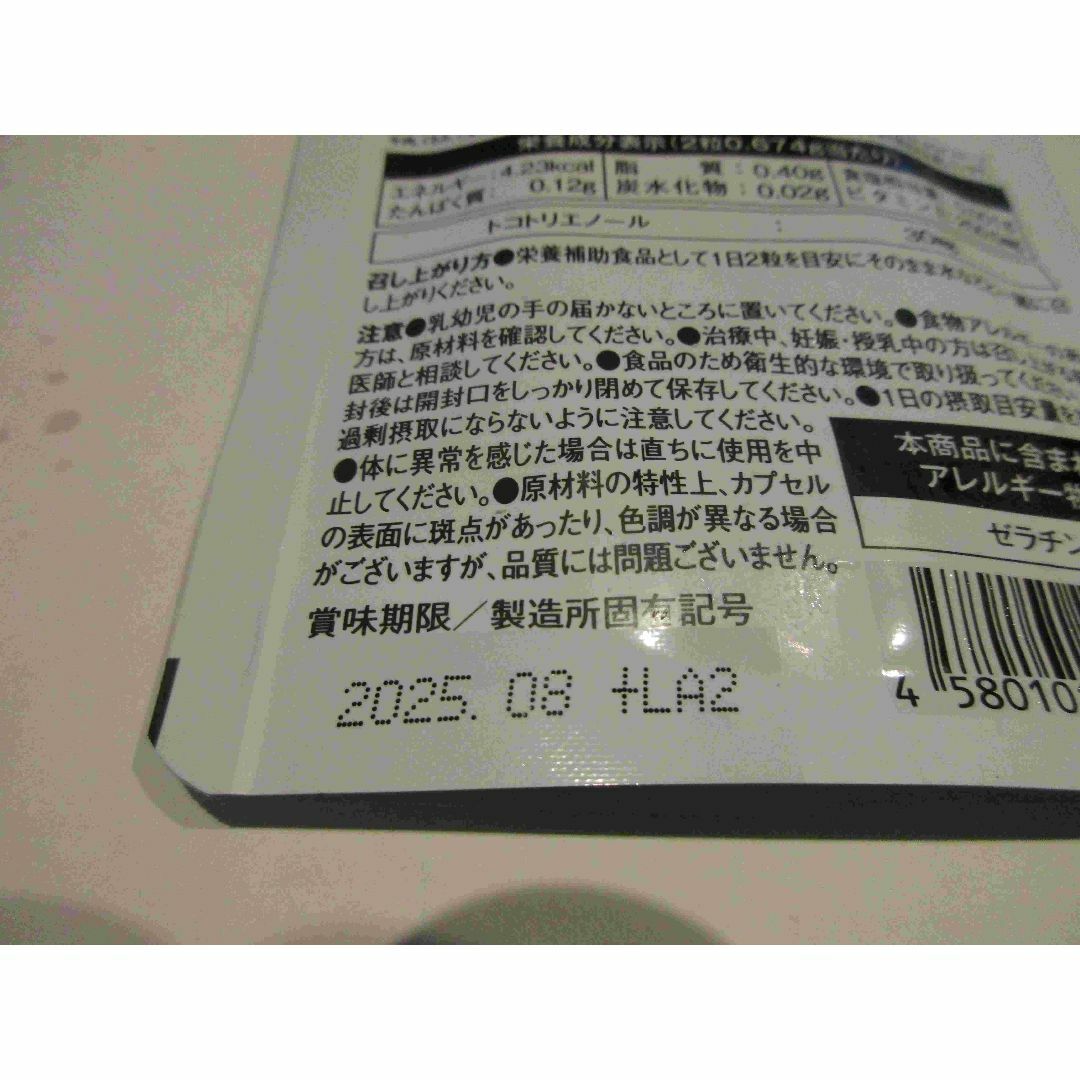 栄養成分表示(2粒0.674g当たり)
エネルギー：4.23kcal 脂 質：0.40g
たんぱく質：0.12g 炭水化物：0.02g
トコトリエノール ：
召し上がり方●栄養補助食品として1日2粒を目安にそのまま
し上がりください。
注意●乳幼児の手の届かないところに置いてください。●食物アレルギーの
方は、原材料を確認してください。●治療中、妊娠・授乳中の方は
医師と相談してください。●食品のため衛生的な環境で取り扱ってください。
封後は開封口をしっかり閉めて保存してください。●1日の摂取目安量を
過剰摂取にならないように注意してください。
●体に異常を感じた場合は直ちに使用を中
止してください。●原材料の特性上、カプセル
の表面に斑点があったり、色調が異なる場合
がございますが、品質には問題ございません。
本商品に含まれ
アレルギー
ゼラチン
賞味期限／製造所固有記号
2025.08 +LA2
4 58010